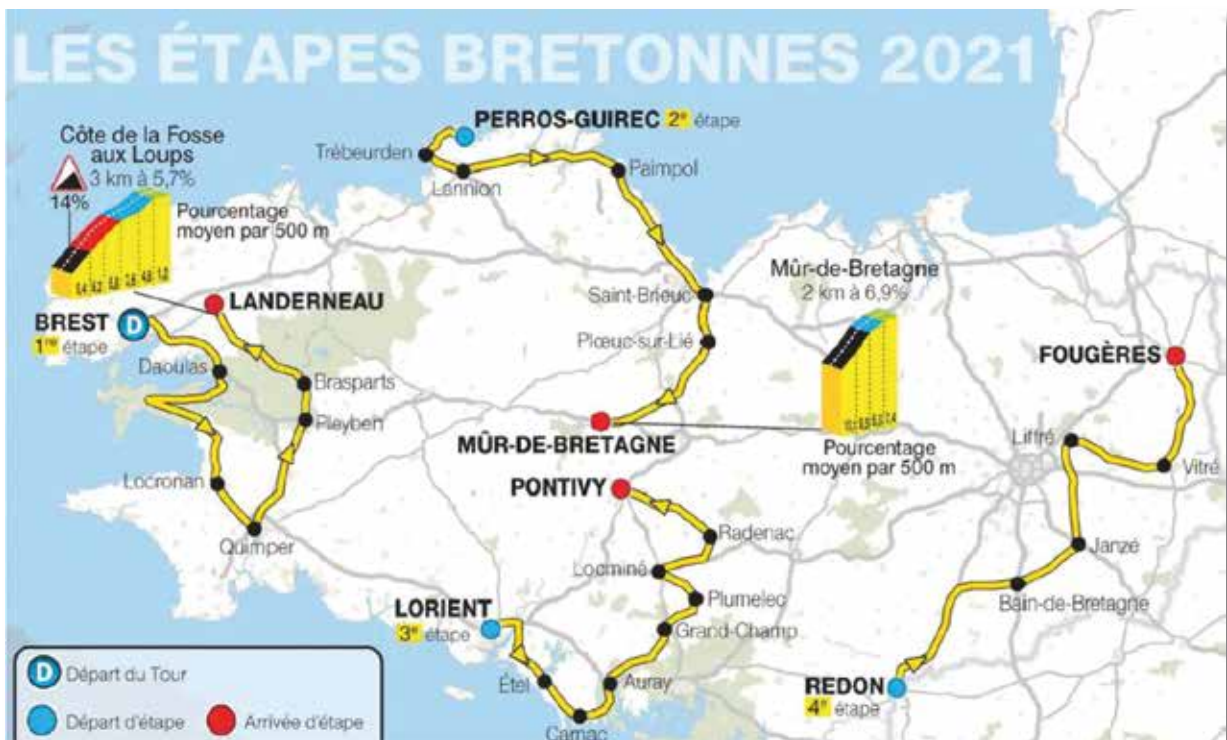 LES ÉTAPES BRETONNES 2021
Côte de la Fosse
aux Loups
3 km à 5,7%
14%
Pourcentage
moyen par 500 m
PERROS-GUIREC 2e étape
Trébeurden
Lannion
Paimpol
Saint-Brieuc
Plœuc-sur-Lié
MÛR-DE-BRETAGNE
Mûr-de-Bretagne
2 km à 6,9%
Pourcentage
moyen par 500 m
LANDERNEAU
BREST
1re étape
Daoulas
Brasparts
Pleyben
Locronan
Quimper
PONTIVY
Radenac
Locminé
Plumelec
Grand-Champ
LORIENT
3e étape
Étel
Auray
Carnac
FOUGÈRES
Liffré
Vitré
Janzé
Bain-de-Bretagne
REDON
4e étape
D
D Départ du Tour
Départ d'étape
Arrivée d'étape